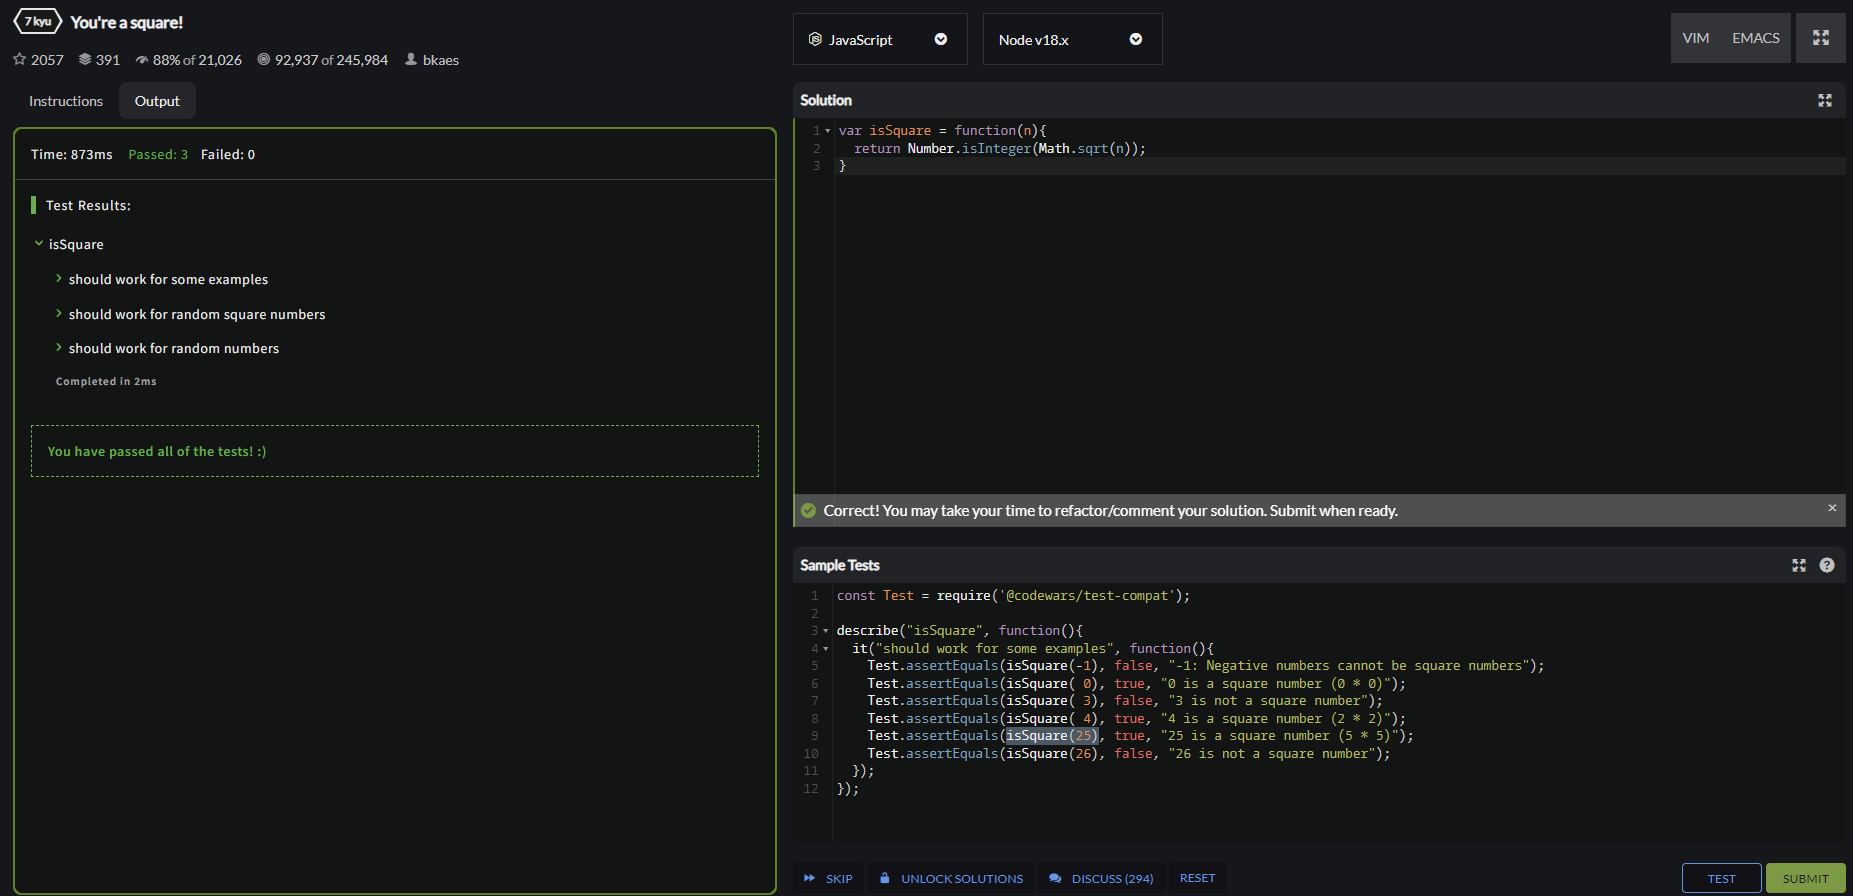 7 kyu You're a square!
2057 391 88% of 21,026 92,937 of 245,984 bkaes
Instructions Output
Time: 873ms Passed: 3 Failed: 0
Test Results:
isSquare
should work for some examples
should work for random square numbers
should work for random numbers
Completed in 2ms
You have passed all of the tests! :)
JavaScript Node v18.x VIM EMACS
Solution
1 var isSquare = function(n){
2 return Number.isInteger(Math.sqrt(n));
3 }
Correct! You may take your time to refactor/comment your solution. Submit when ready. ×
Sample Tests ?
1 const Test = require('@codewars/test-compat');
2
3 describe("isSquare", function(){
4 it("should work for some examples", function(){
5 Test.assertEquals(isSquare(-1), false, "-1: Negative numbers cannot be square numbers");
6 Test.assertEquals(isSquare( 0), true, "0 is a square number (0 * 0)");
7 Test.assertEquals(isSquare( 3), false, "3 is not a square number");
8 Test.assertEquals(isSquare( 4), true, "4 is a square number (2 * 2)");
9 Test.assertEquals(isSquare(25), true, "25 is a square number (5 * 5)");
10 Test.assertEquals(isSquare(26), false, "26 is not a square number");
11 });
12 });
SKIP UNLOCK SOLUTIONS DISCUSS (294) RESET TEST SUBMIT